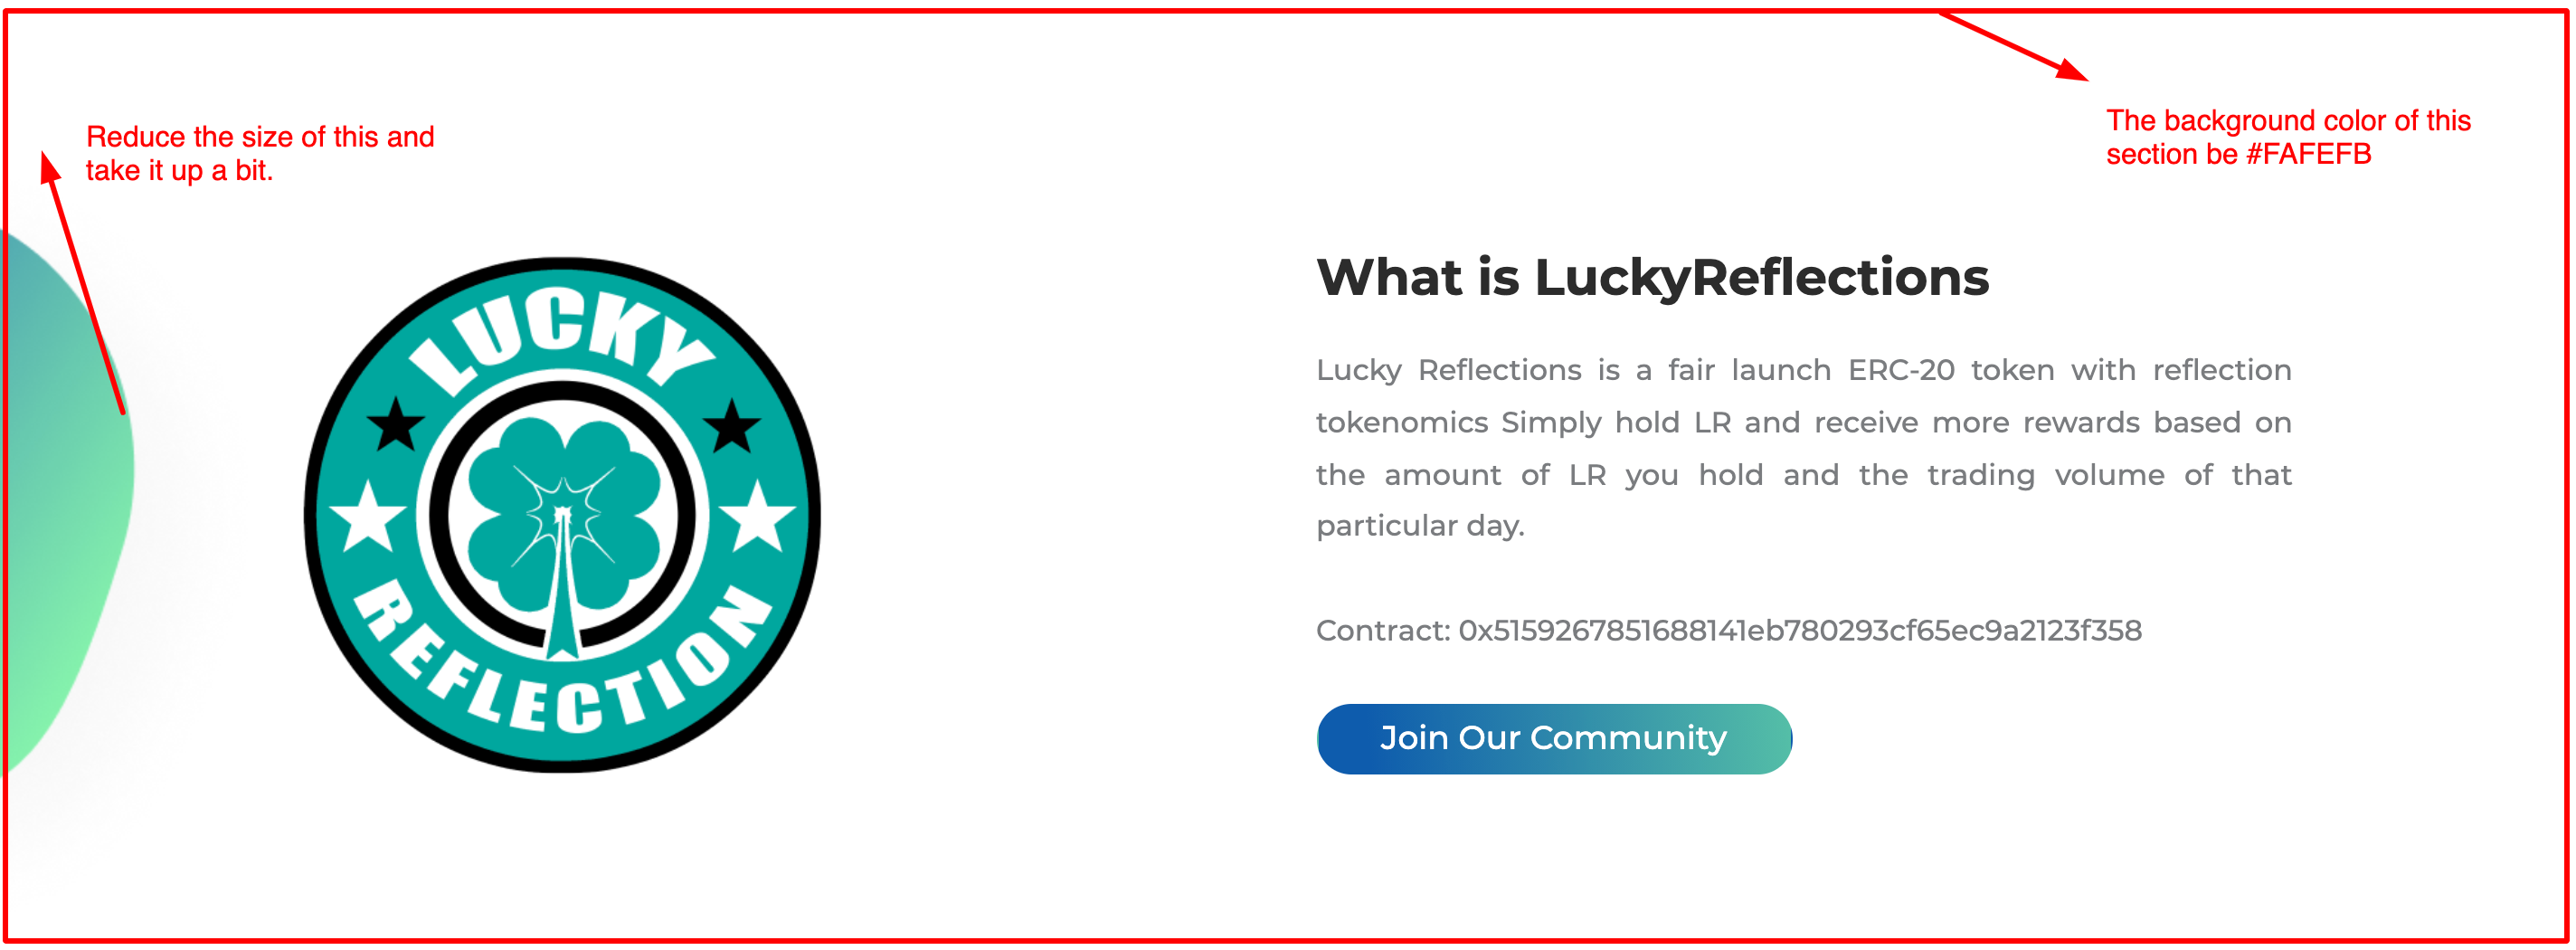 Reduce the size of this and
take it up a bit.
The background color of this
section be #FAFEFB
LUCKY
REFLECTION
What is LuckyReflections
Lucky Reflections is a fair launch ERC-20 token with reflection
tokenomics Simply hold LR and receive more rewards based on
the amount of LR you hold and the trading volume of that
particular day.
Contract: 0x5159267851688141eb780293cf65ec9a2123f358
Join Our Community